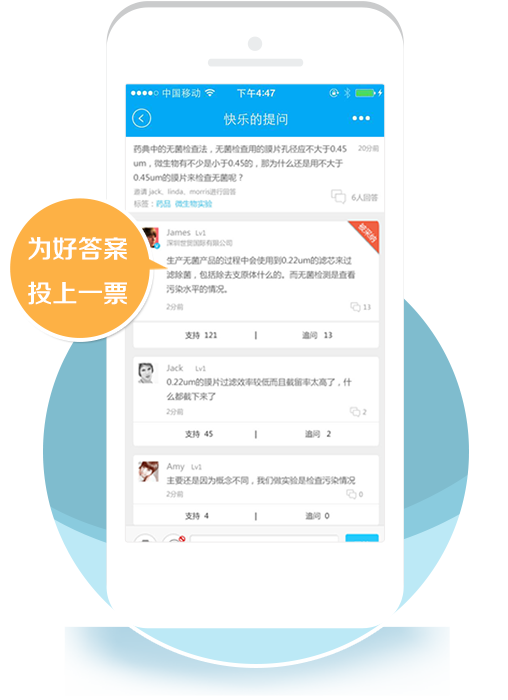 中国移动 下午4:47
快乐的提问
药典中的无菌检查法，无菌检查用的膜片孔径应不大于0.45 20分前
um，微生物有不少是小于0.45的，那为什么还是用不大于
0.45um的膜片来检查无菌呢？
邀请 jack、linda、morris进行回答
6人回答
标签：药品 微生物实验
为好答案
投上一票
James Lv1
被采纳
深圳世贸国际有限公司
生产无菌产品的过程中会使用到0.22um的滤芯来过
滤除菌，包括除去支原体什么的。而无菌检测是查看
污染水平的情况。
2分前 13
支持 121 | 追问 13
Jack Lv1
0.22um的膜片过滤效率较低而且截留率太高了，什
么都截下来了
2分前 2
支持 45 | 追问 2
Amy Lv1
主要还是因为概念不同，我们做实验是检查污染情况
2分前 0
支持 4 | 追问 0